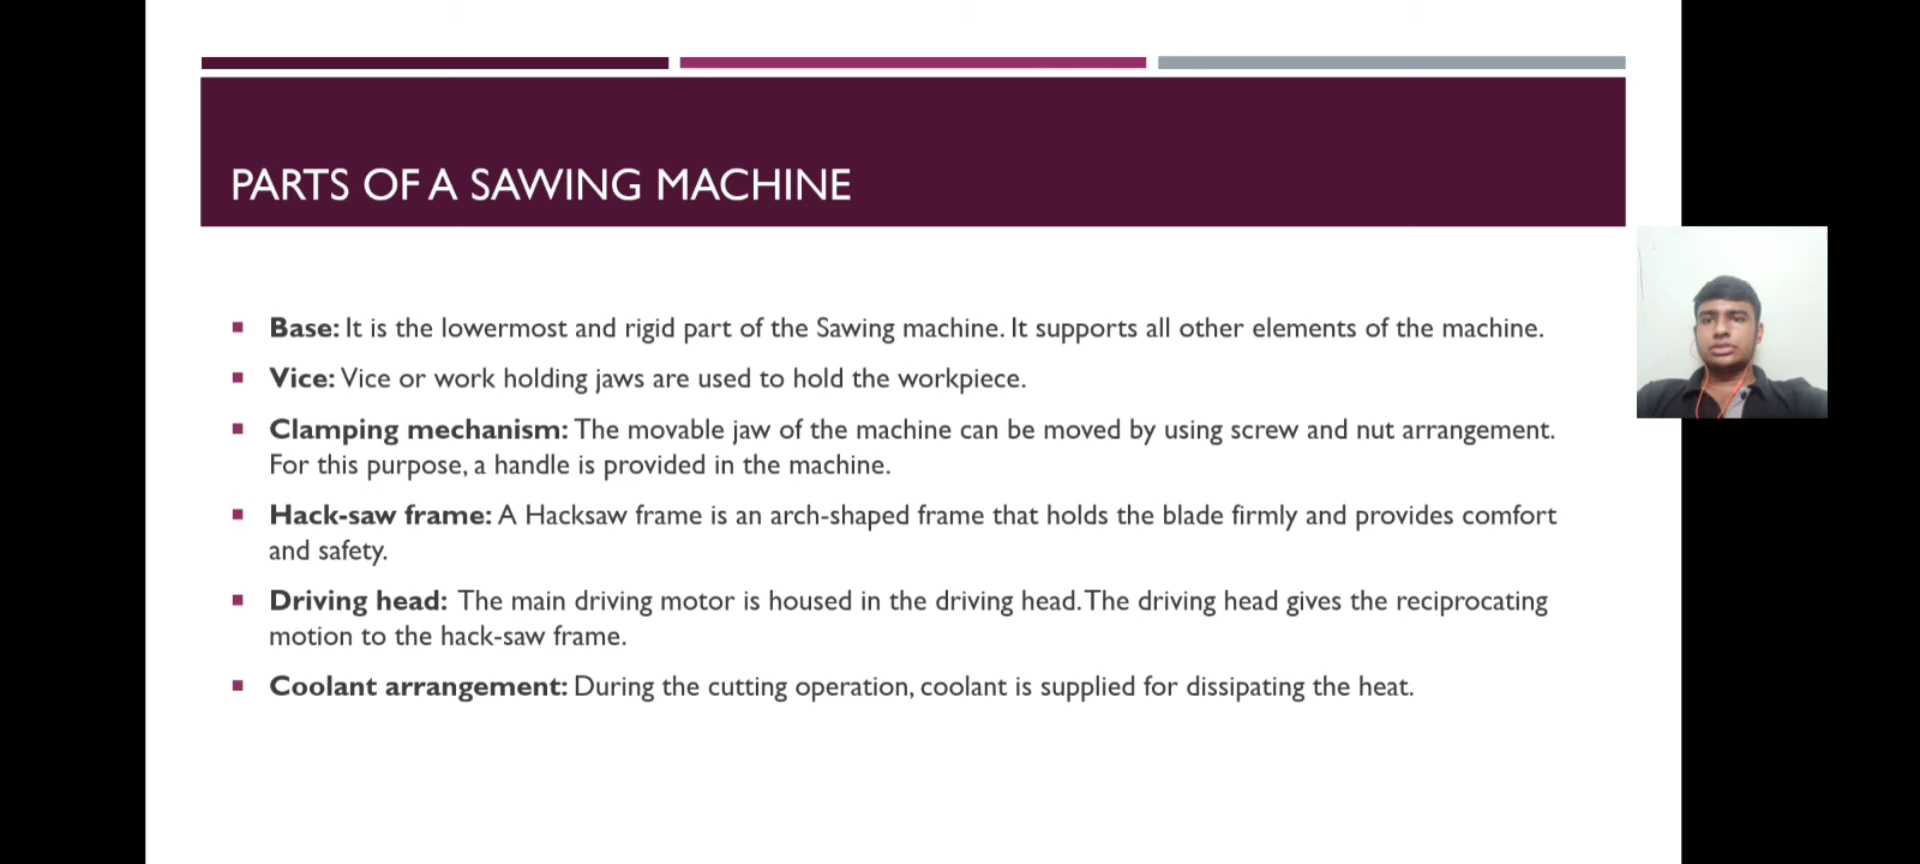 PARTS OF A SAWING MACHINE
Base: It is the lowermost and rigid part of the Sawing machine. It supports all other elements of the machine.
Vice: Vice or work holding jaws are used to hold the workpiece.
Clamping mechanism: The movable jaw of the machine can be moved by using screw and nut arrangement.
For this purpose, a handle is provided in the machine.
Hack-saw frame: A Hacksaw frame is an arch-shaped frame that holds the blade firmly and provides comfort
and safety.
Driving head: The main driving motor is housed in the driving head. The driving head gives the reciprocating
motion to the hack-saw frame.
Coolant arrangement: During the cutting operation, coolant is supplied for dissipating the heat.